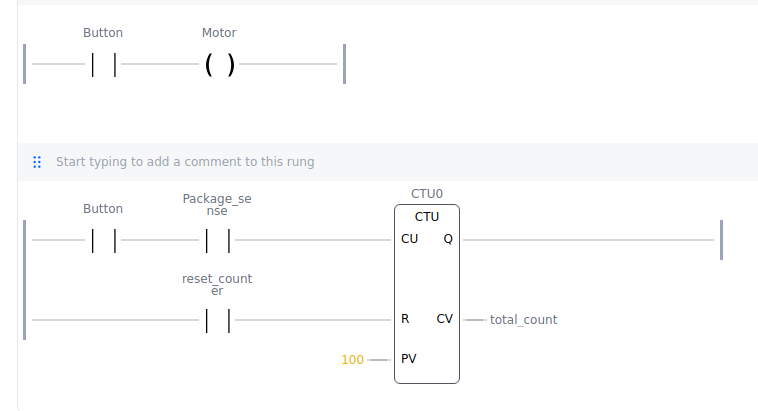 Button Motor
( )
Start typing to add a comment to this rung
CTU0
Package_se
nse
Button
CTU
CU Q
reset_count
er
R CV total_count
100 PV